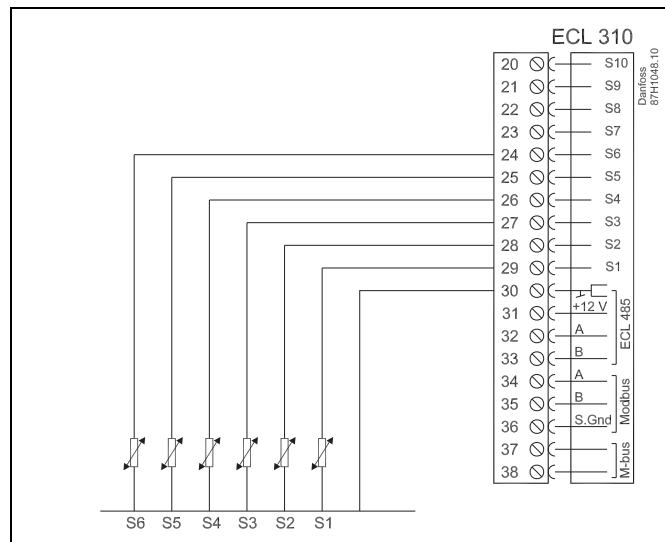 ECL 310
Danfoss
87H1048.10
20 S10
21 S9
22 S8
23 S7
24 S6
25 S5
26 S4
27 S3
28 S2
29 S1
30
31 +12 V
32 A
33 B
ECL 485
34 A
35 B
36 S.Gnd
Modbus
37
38
M-bus
S6 S5 S4 S3 S2 S1